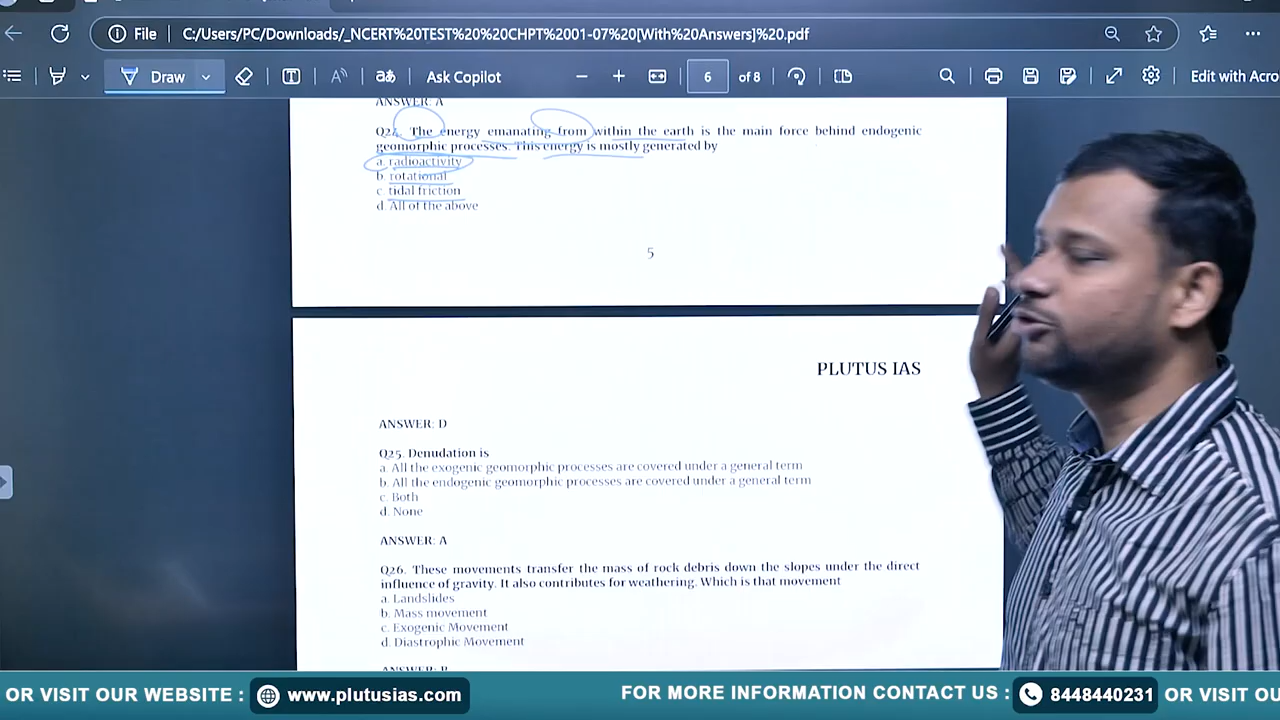 File C:/Users/PC/Downloads/_NCERT%20TEST%20%20CHPT%2001-07%20[With%20Answers]%20.pdf
Draw Ask Copilot 6 of 8 Edit with Acro
ANSWER: A
Q24. The energy emanating from within the earth is the main force behind endogenic
geomorphic processes. This energy is mostly generated by
a. radioactivity
b. rotational
c. tidal friction
d. All of the above
5
PLUTUS IAS
ANSWER: D
Q25. Denudation is
a. All the exogenic geomorphic processes are covered under a general term
b. All the endogenic geomorphic processes are covered under a general term
c. Both
d. None
ANSWER: A
Q26. These movements transfer the mass of rock debris down the slopes under the direct
influence of gravity. It also contributes for weathering. Which is that movement
a. Landslides
b. Mass movement
c. Exogenic Movement
d. Diastrophic Movement
ANSWER: B
OR VISIT OUR WEBSITE : www.plutusias.com FOR MORE INFORMATION CONTACT US : 8448440231 OR VISIT OU